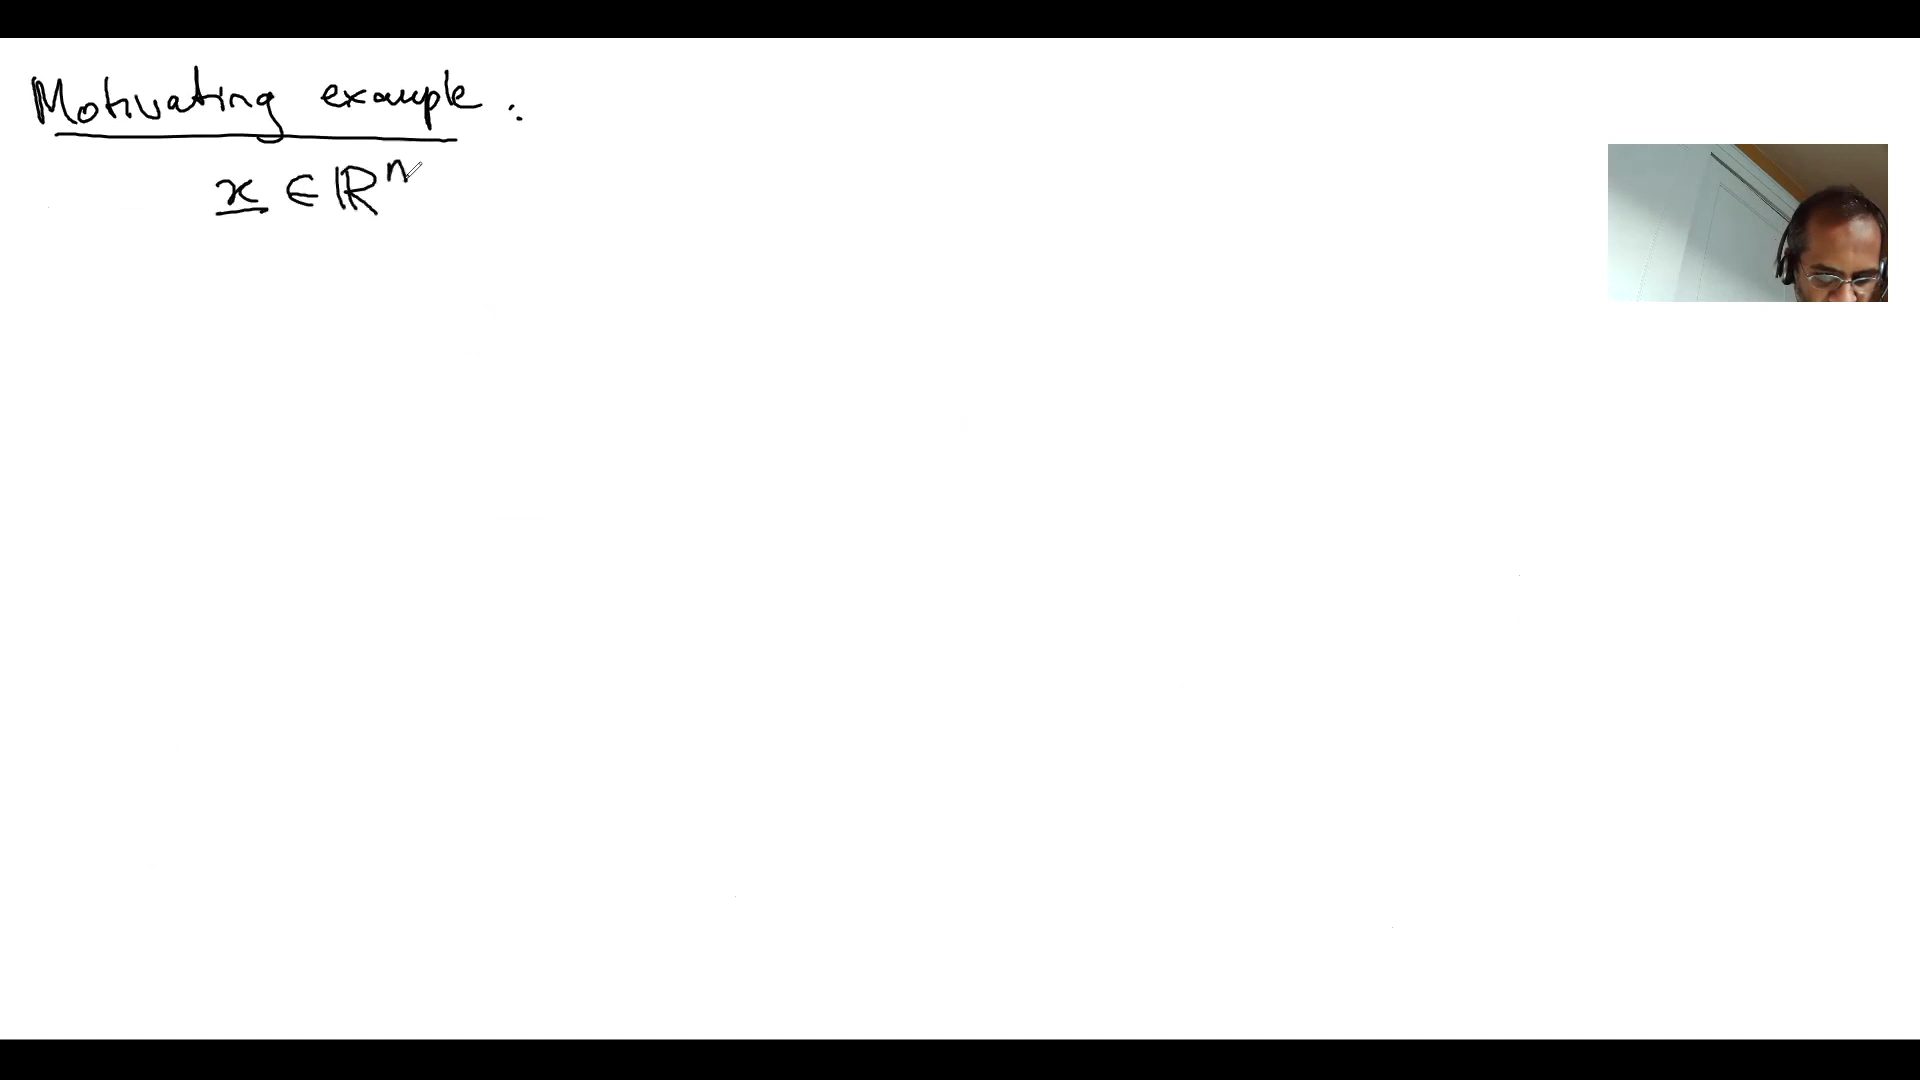 Motivating example :
x ∈ ℝⁿ